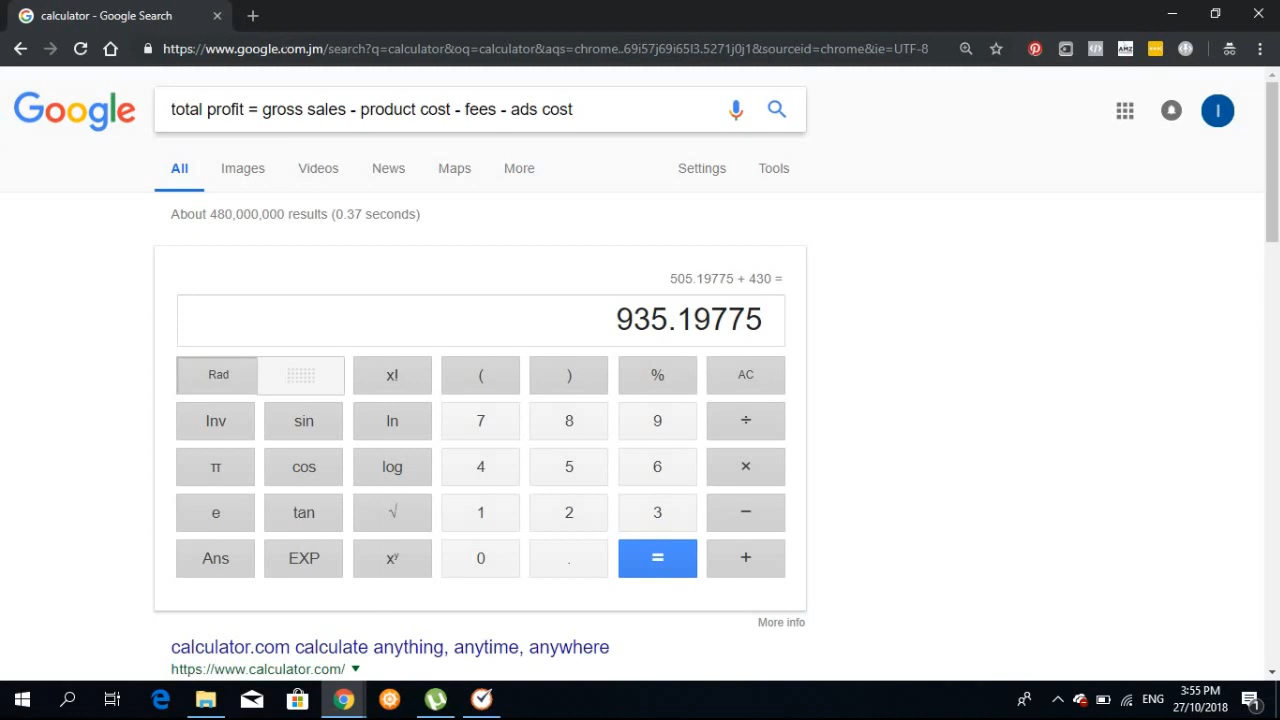 calculator - Google Search
https://www.google.com.jm/search?q=calculator&oq=calculator&aqs=chrome..69i57j69i65l3.5271j0j1&sourceid=chrome&ie=UTF-8
AMZ
Google
total profit = gross sales - product cost - fees - ads cost
I
All Images Videos News Maps More Settings Tools
About 480,000,000 results (0.37 seconds)
505.19775 + 430 =
935.19775
Rad x! ( ) % AC
Inv sin ln 7 8 9 ÷
π cos log 4 5 6 ×
e tan √ 1 2 3 −
Ans EXP xʸ 0 . = +
More info
calculator.com calculate anything, anytime, anywhere
https://www.calculator.com/
ENG
3:55 PM
27/10/2018
1